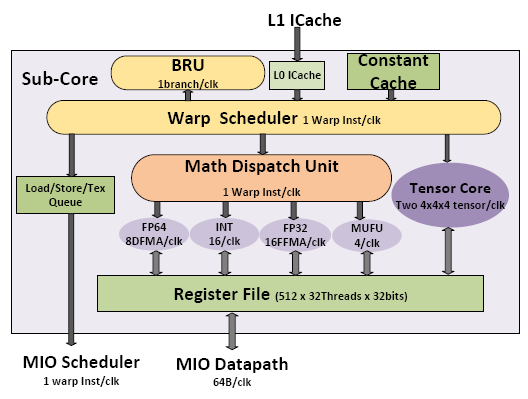 L1 ICache
Sub-Core
BRU
1branch/clk
L0 ICache
Constant
Cache
Warp Scheduler 1 Warp Inst/clk
Load/Store/Tex
Queue
Math Dispatch Unit
1 Warp Inst/clk
Tensor Core
Two 4x4x4 tensor/clk
FP64
8DFMA/clk
INT
16/clk
FP32
16FFMA/clk
MUFU
4/clk
Register File (512 x 32Threads x 32bits)
MIO Scheduler
1 warp Inst/clk
MIO Datapath
64B/clk